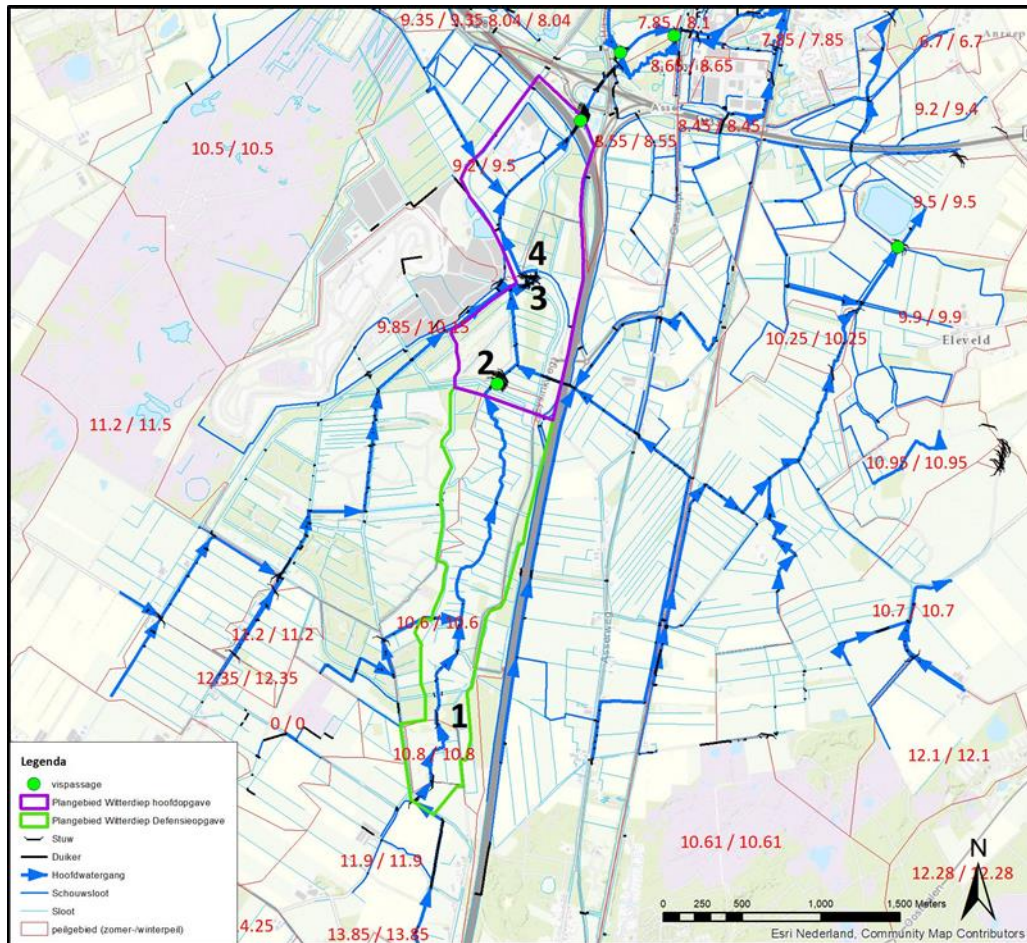 9.35 / 9.35
8.04 / 8.04
7.85 / 8.1
7.85 / 7.85
6.7 / 6.7
8.65 / 8.65
9.2 / 9.4
10.5 / 10.5
8.55 / 8.55
8.45 / 8.45
9.2 / 9.5
9.5 / 9.5
4
3
9.85 / 10.15
9.9 / 9.9
10.25 / 10.25
Eleveld
2
11.2 / 11.5
10.95 / 10.95
Asserweg
10.6 / 10.6
10.7 / 10.7
11.2 / 11.2
12.35 / 12.35
0 / 0
1
10.8 / 10.8
12.1 / 12.1
10.61 / 10.61
11.9 / 11.9
12.28 / 12.28
4.25
13.85 / 13.85
Legenda
vispassage
Plangebied Witterdiep hoofdopgave
Plangebied Witterdiep Defensieopgave
Stuw
Duiker
Hoofdwatergang
Schouwsloot
Sloot
peilgebied (zomer-/winterpeil)
N
0 250 500 1,000 1,500 Meters
Esri Nederland, Community Map Contributors